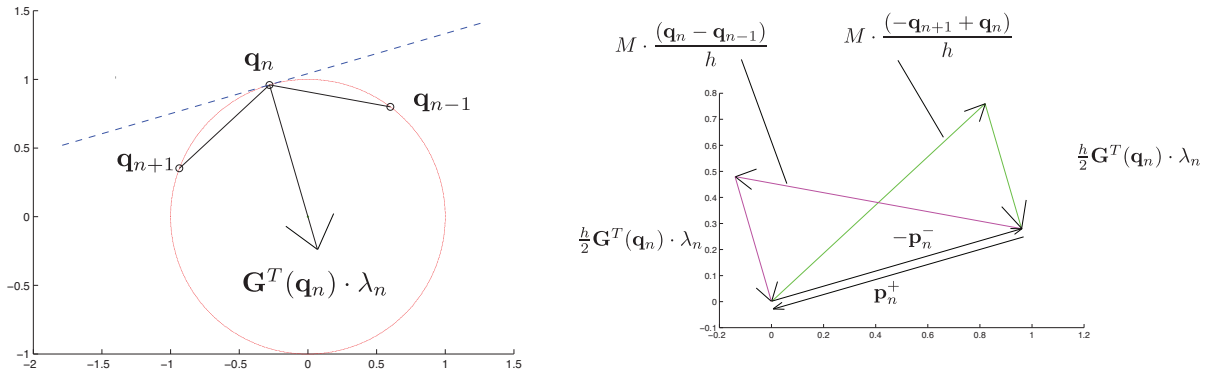 1.5
1
0.5
0
−0.5
−1
−2 −1.5 −1 −0.5 0 0.5 1 1.5
q_n
q_{n−1}
q_{n+1}
G^T(q_n) · λ_n
M · (q_n − q_{n−1}) / h
M · (−q_{n+1} + q_n) / h
0.8
0.7
0.6
0.5
0.4
0.3
0.2
0.1
0
−0.1
−0.2 0 0.2 0.4 0.6 0.8 1 1.2
h/2 G^T(q_n) · λ_n
h/2 G^T(q_n) · λ_n
−p_n^−
p_n^+